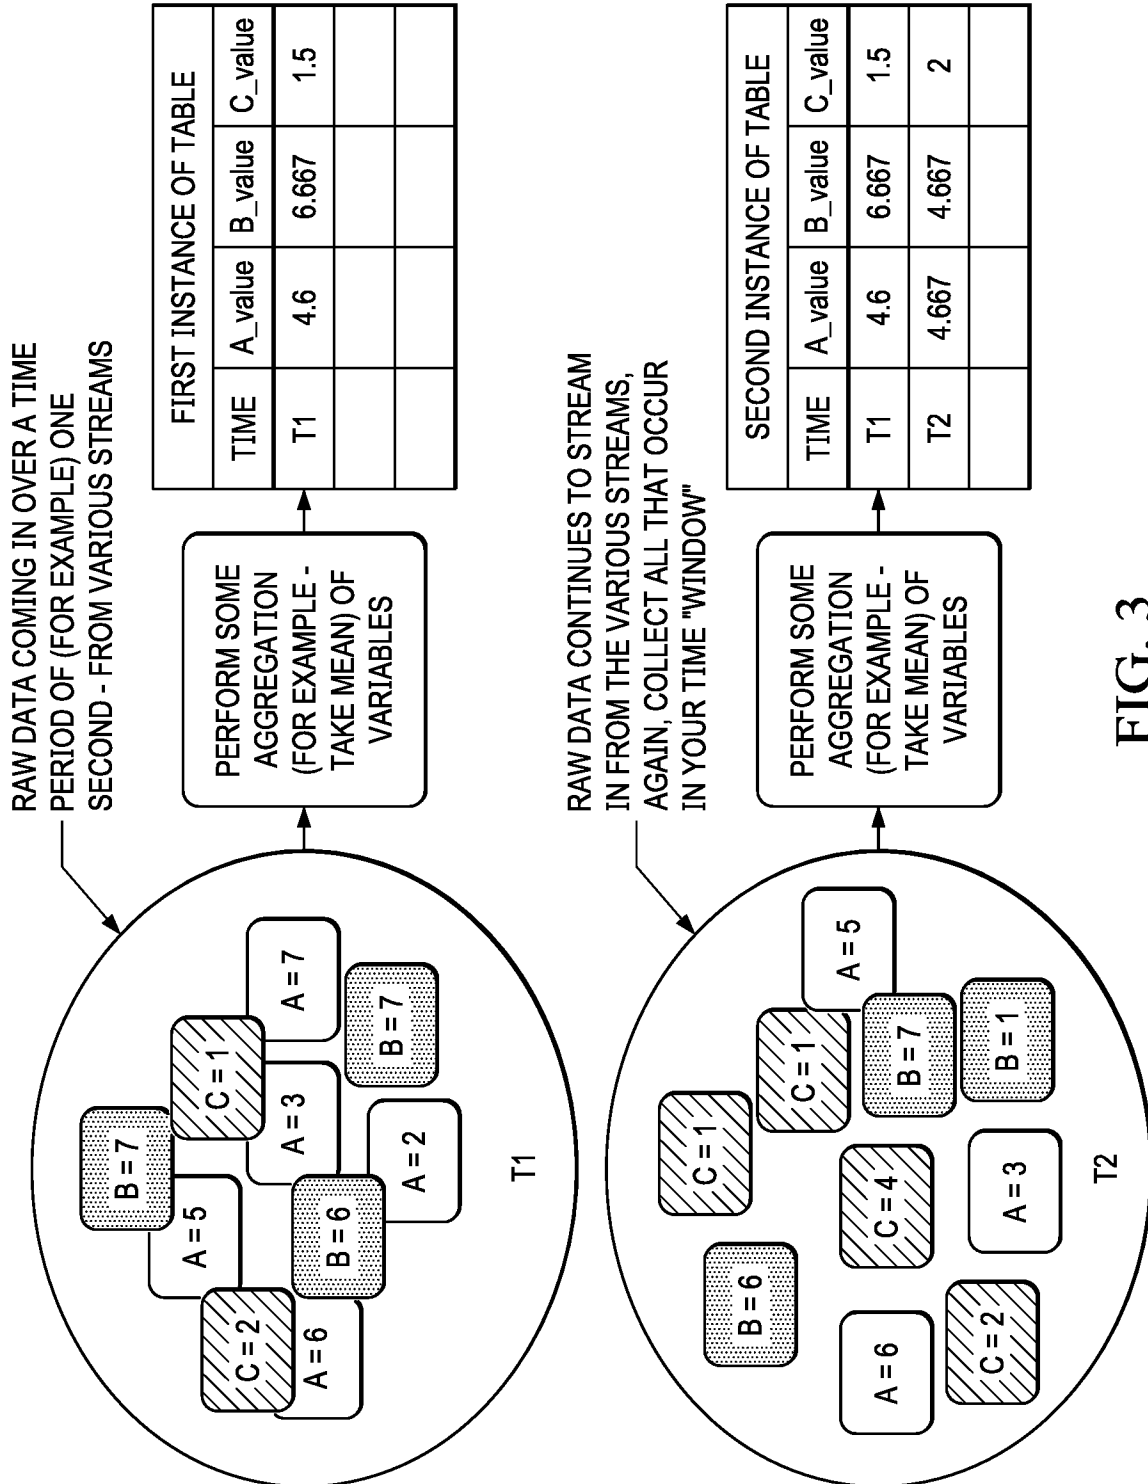 RAW DATA COMING IN OVER A TIME
PERIOD OF (FOR EXAMPLE) ONE
SECOND - FROM VARIOUS STREAMS
B = 7
A = 5
C = 2
A = 6
C = 1
A = 7
A = 3
B = 6
B = 7
A = 2
T1
PERFORM SOME
AGGREGATION
(FOR EXAMPLE -
TAKE MEAN) OF
VARIABLES
FIRST INSTANCE OF TABLE
TIME A_value B_value C_value
T1 4.6 6.667 1.5
RAW DATA CONTINUES TO STREAM
IN FROM THE VARIOUS STREAMS,
AGAIN, COLLECT ALL THAT OCCUR
IN YOUR TIME "WINDOW"
C = 1
B = 6
C = 1
A = 5
A = 6
C = 4
B = 7
C = 2
A = 3
B = 1
T2
PERFORM SOME
AGGREGATION
(FOR EXAMPLE -
TAKE MEAN) OF
VARIABLES
SECOND INSTANCE OF TABLE
TIME A_value B_value C_value
T1 4.6 6.667 1.5
T2 4.667 4.667 2
FIG. 3